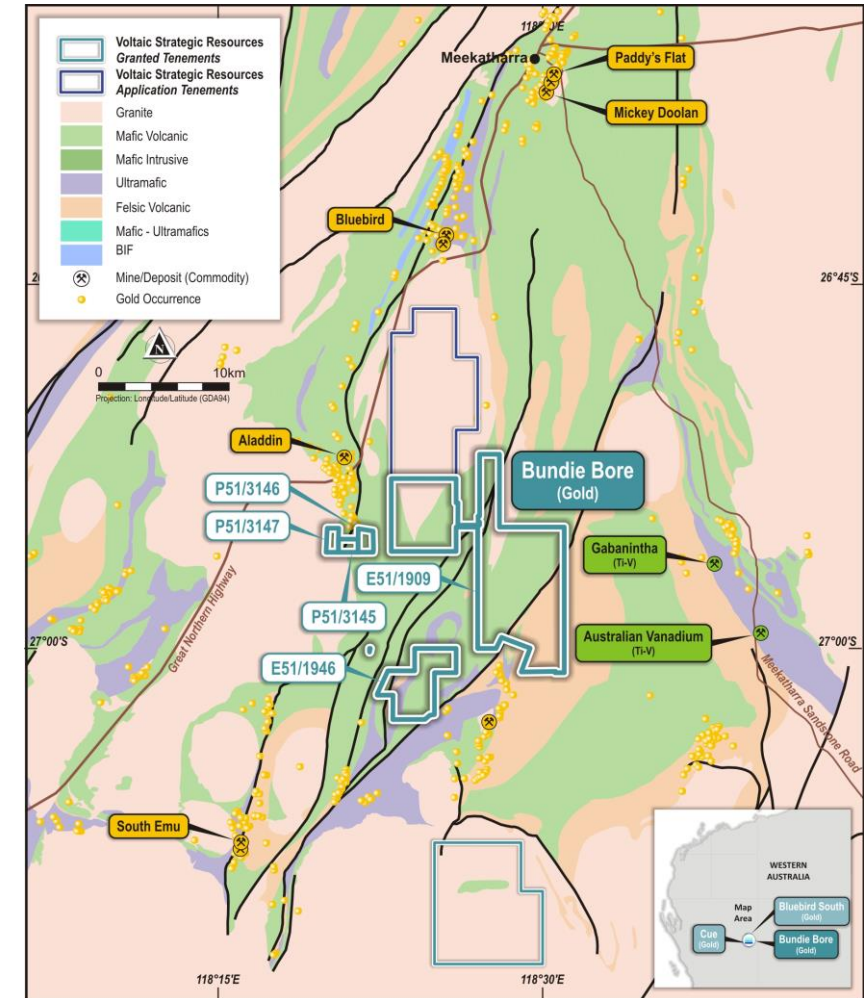 Voltaic Strategic Resources
Granted Tenements
Voltaic Strategic Resources
Application Tenements
Granite
Mafic Volcanic
Mafic Intrusive
Ultramafic
Felsic Volcanic
Mafic - Ultramafics
BIF
Mine/Deposit (Commodity)
Gold Occurrence
N
0 10km
Projection: Longitude/Latitude (GDA94)
Meekatharra
Paddy's Flat
Mickey Doolan
Bluebird
26°45'S
Aladdin
P51/3146
P51/3147
Bundie Bore
(Gold)
E51/1909
P51/3145
Gabanintha
(Ti-V)
Australian Vanadium
(Ti-V)
27°00'S
Great Northern Highway
E51/1946
Meekatharra Sandstone Road
South Emu
WESTERN
AUSTRALIA
Map
Area
Bluebird South
(Gold)
Cue
(Gold)
Bundie Bore
(Gold)
118°15'E
118°30'E